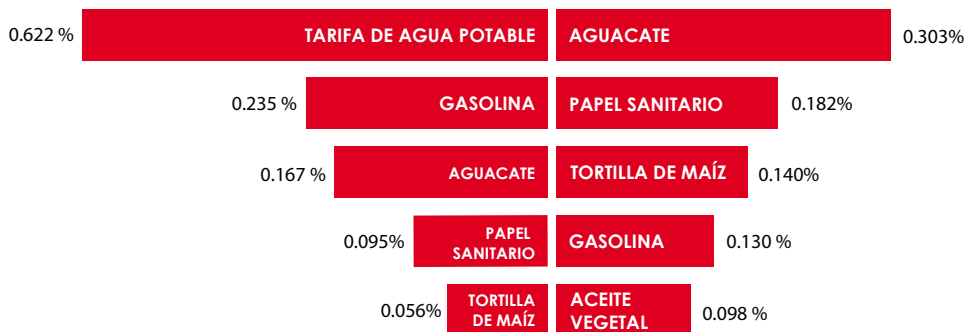 0.622 % TARIFA DE AGUA POTABLE AGUACATE 0.303%
0.235 % GASOLINA PAPEL SANITARIO 0.182%
0.167 % AGUACATE TORTILLA DE MAÍZ 0.140%
0.095% PAPEL
SANITARIO GASOLINA 0.130 %
0.056% TORTILLA
DE MAÍZ ACEITE
VEGETAL 0.098 %